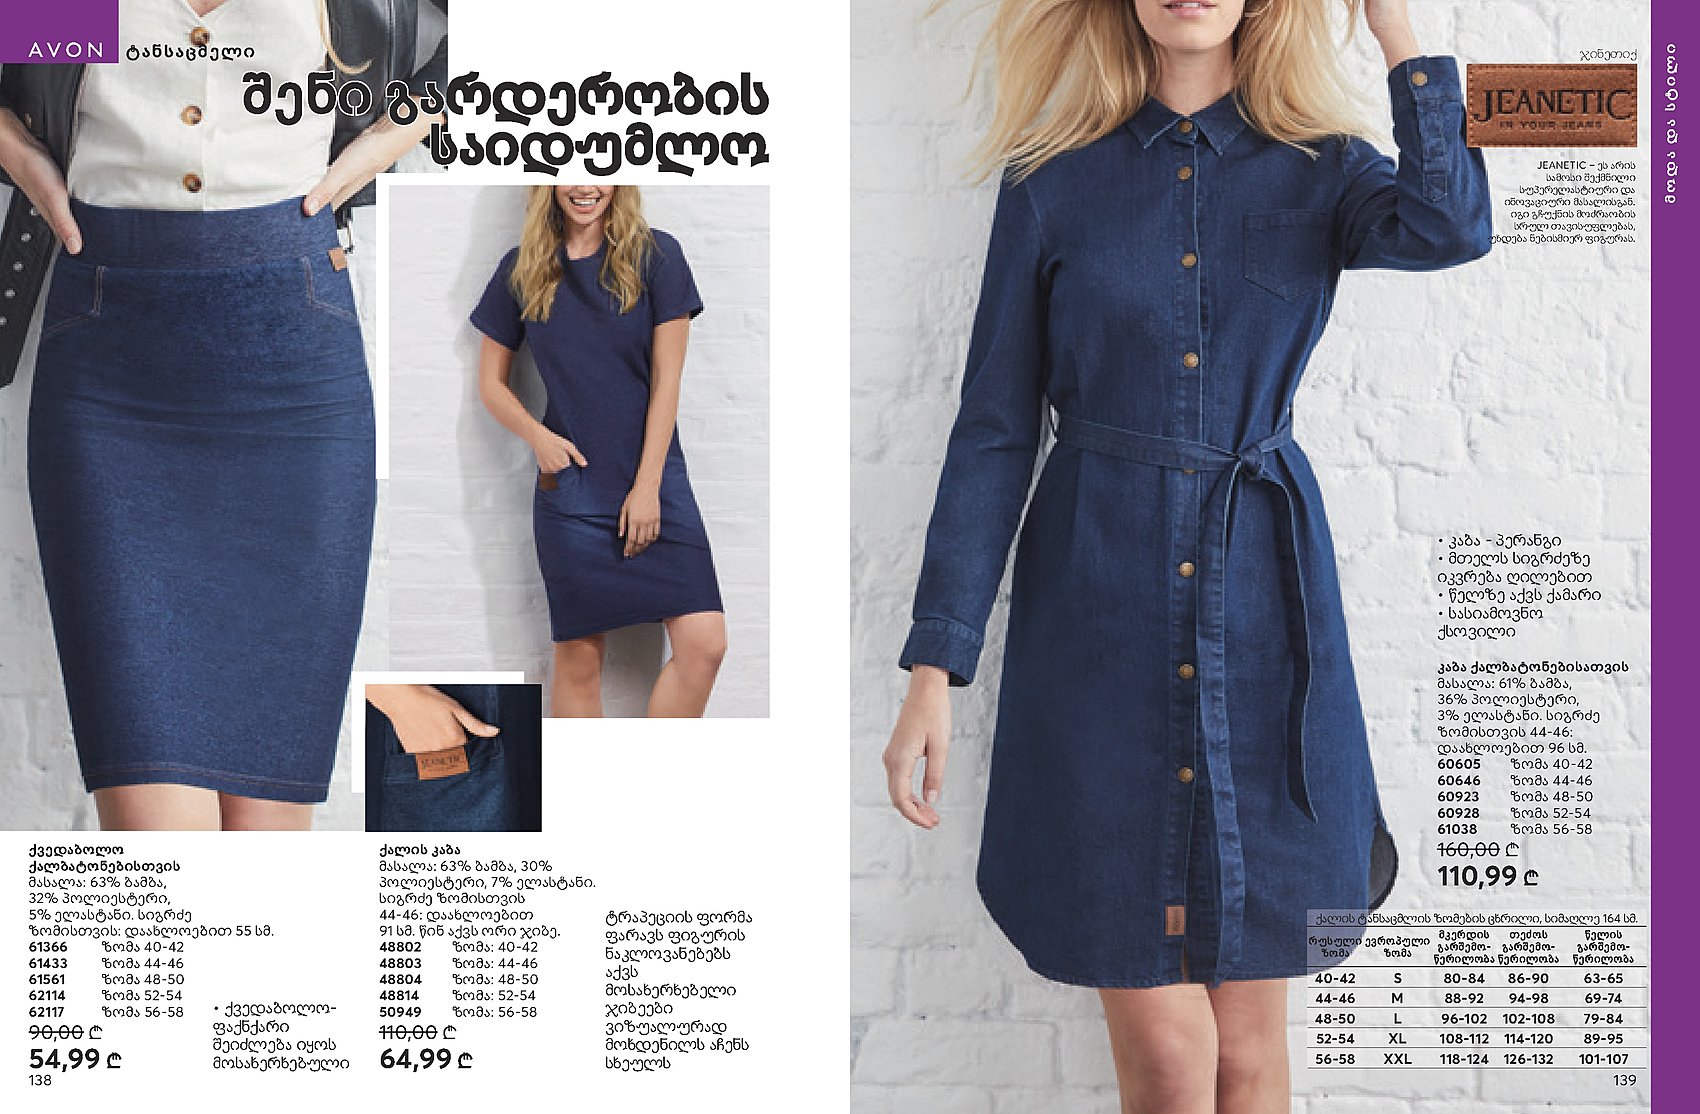 AVON ტანსაცმელი
შენი გარდერობის
საიდუმლო
ქვედაბოლო
ქალბატონებისთვის
მასალა: 63% ბამბა,
32% პოლიესტერი,
5% ელასტანი. სიგრძე
ზომისთვის: დაახლოებით 55 სმ.
61366 ზომა 40-42
61433 ზომა 44-46
61561 ზომა 48-50
62114 ზომა 52-54
62117 ზომა 56-58
90,00 ₾
54,99 ₾
138
• ქვედაბოლო-
ფანქარი
შეიძლება იყოს
მოსახერხებული
JEANETIC
ქალის კაბა
მასალა: 63% ბამბა, 30%
პოლიესტერი, 7% ელასტანი.
სიგრძე ზომისთვის
44-46: დაახლოებით
91 სმ. წინ აქვს ორი ჯიბე.
48802 ზომა: 40-42
48803 ზომა: 44-46
48804 ზომა: 48-50
48814 ზომა: 52-54
50949 ზომა: 56-58
110,00 ₾
64,99 ₾
ტრაპეციის ფორმა
ფარავს ფიგურის
ნაკლოვანებებს
აქვს
მოსახერხებელი
ჯიბეები
ვიზუალურად
მოხდენილს აჩენს
სხეულს
ჯინეთიქ
JEANETIC
IN YOUR JEANS
JEANETIC – ეს არის
სამოსი შექმნილი
სუპერელასტიური და
ინოვაციური მასალისგან.
იგი გჩუქნის მოძრაობის
სრულ თავისუფლებას,
უხდება ნებისმიერ ფიგურას.
მოდა და სტილი
• კაბა - პერანგი
• მთელს სიგრძეზე
იკვრება ღილებით
• წელზე აქვს ქამარი
• სასიამოვნო
ქსოვილი
კაბა ქალბატონებისათვის
მასალა: 61% ბამბა,
36% პოლიესტერი,
3% ელასტანი. სიგრძე
ზომისთვის 44-46:
დაახლოებით 96 სმ.
60605 ზომა 40-42
60646 ზომა 44-46
60923 ზომა 48-50
60928 ზომა 52-54
61038 ზომა 56-58
160,00 ₾
110,99 ₾
ქალის ტანსაცმლის ზომების ცხრილი, სიმაღლე 164 სმ.
რუსული ზომა ევროპული ზომა მკერდის გარშემო-წერილობა თეძოს გარშემო-წერილობა წელის გარშემო-წერილობა
40-42 S 80-84 86-90 63-65
44-46 M 88-92 94-98 69-74
48-50 L 96-102 102-108 79-84
52-54 XL 108-112 114-120 89-95
56-58 XXL 118-124 126-132 101-107
139